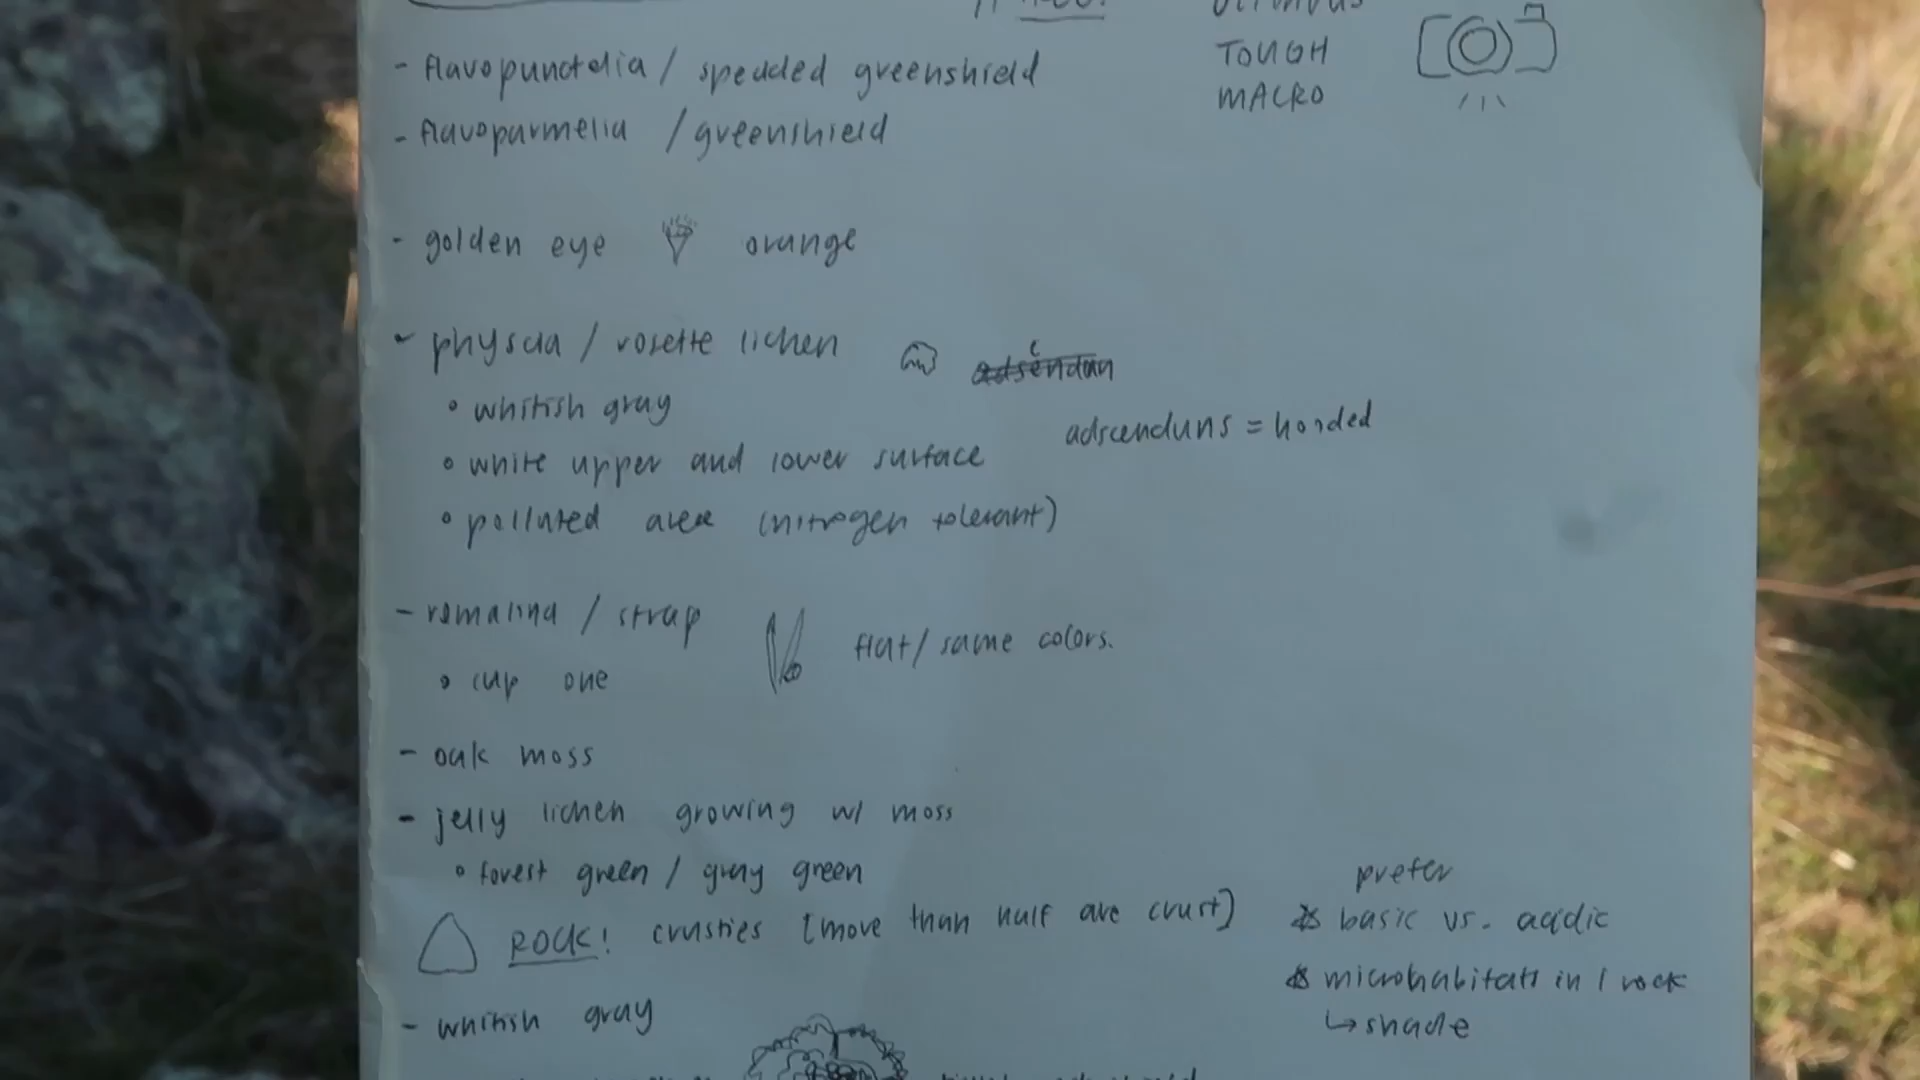 TOUGH
MACRO
- flavopunctelia / speckled greenshield
- flavoparmelia / greenshield
- golden eye orange
- physcia / rosette lichen
adscendan
• whitish gray
adscendens = hooded
• white upper and lower surface
• polluted area (nitrogen tolerant)
- ramalina / strap
flat / same colors.
• cup one
- oak moss
- jelly lichen growing w/ moss
• forest green / gray green
ROCK! crusties [more than half are crust]
prefer
basic vs. acidic
microhabitats in 1 rock
↳ shade
- whitish gray